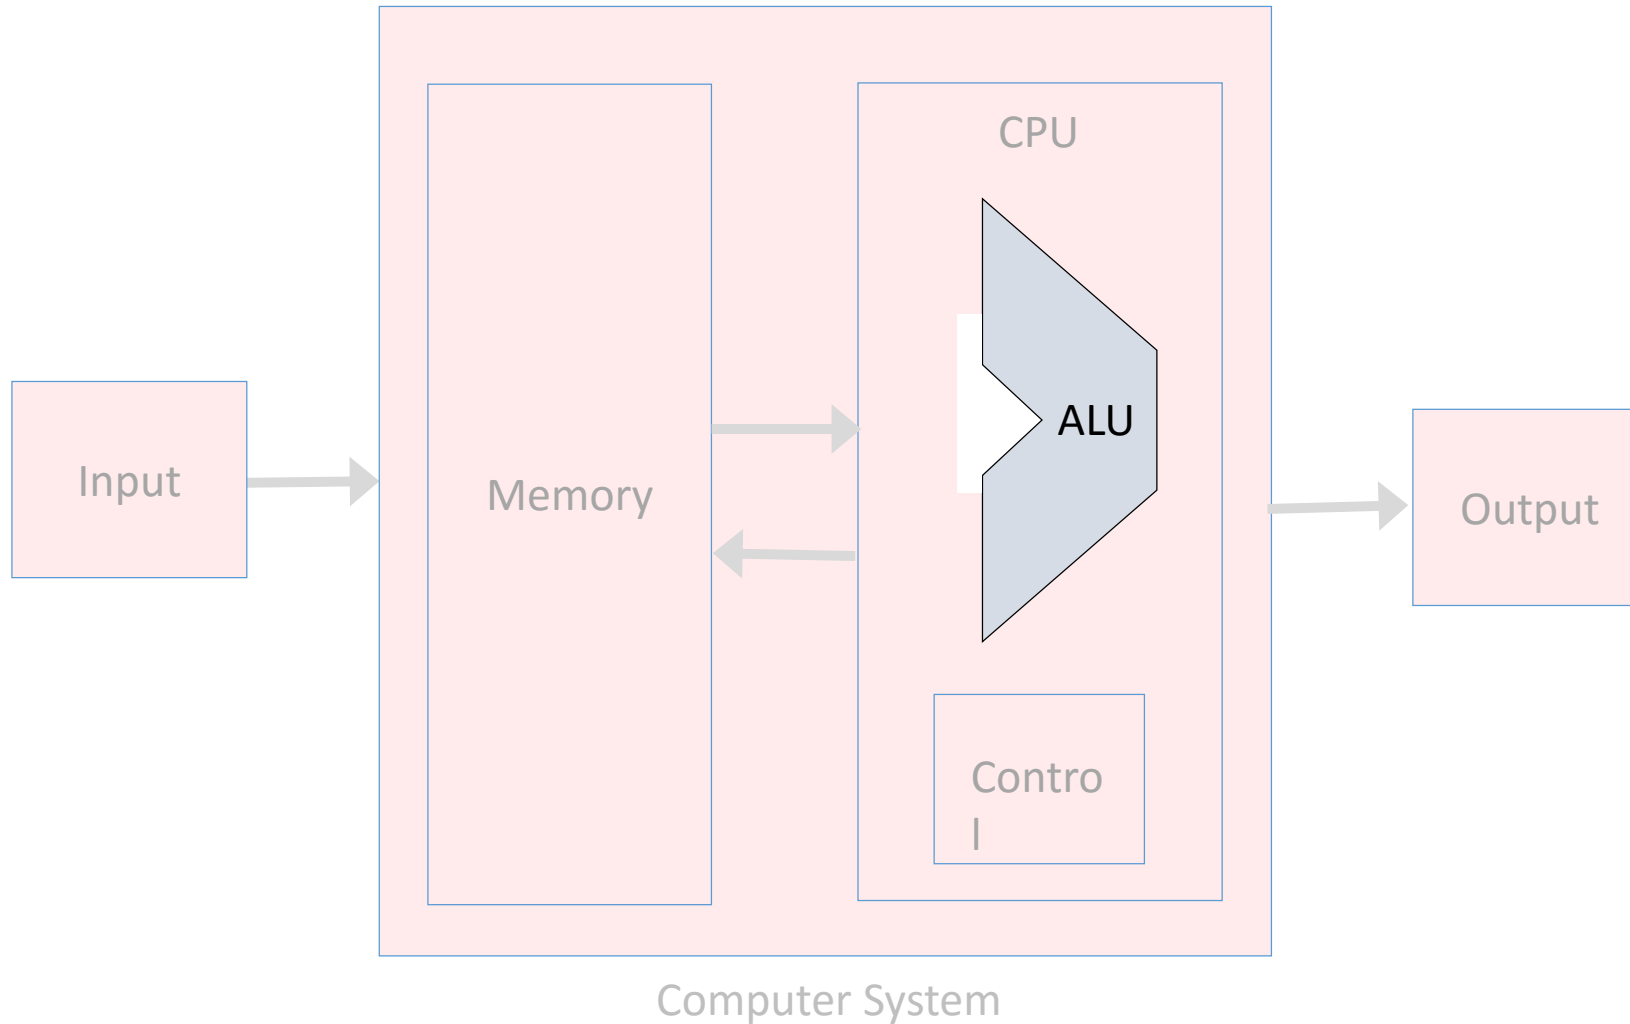 CPU
ALU
Input
Memory
Output
Contro
l
Computer System